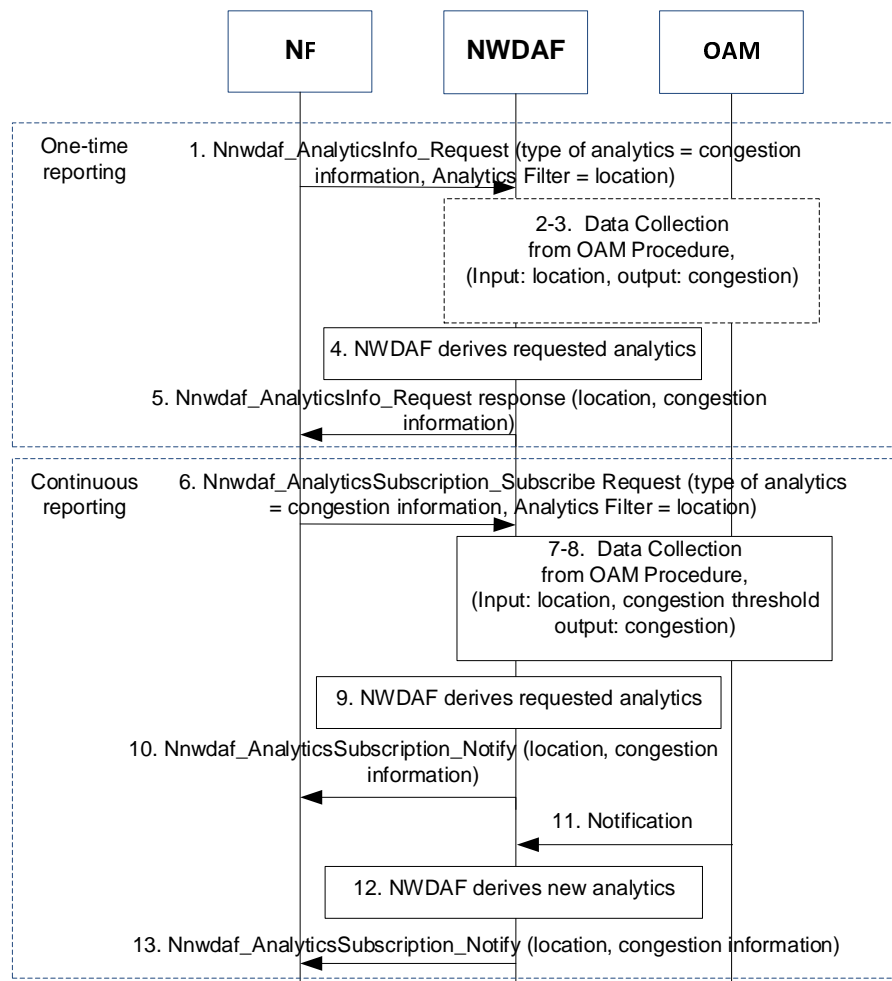 NF
NWDAF
OAM
One-time
reporting
1. Nnwdaf_AnalyticsInfo_Request (type of analytics = congestion
information, Analytics Filter = location)
2-3.  Data Collection
from OAM Procedure,
(Input: location, output: congestion)
4. NWDAF derives requested analytics
5. Nnwdaf_AnalyticsInfo_Request response (location, congestion
information)
Continuous
reporting
6. Nnwdaf_AnalyticsSubscription_Subscribe Request (type of analytics
= congestion information, Analytics Filter = location)
7-8.  Data Collection
from OAM Procedure,
(Input: location, congestion threshold
output: congestion)
9. NWDAF derives requested analytics
10. Nnwdaf_AnalyticsSubscription_Notify (location, congestion
information)
11. Notification
12. NWDAF derives new analytics
13. Nnwdaf_AnalyticsSubscription_Notify (location, congestion information)